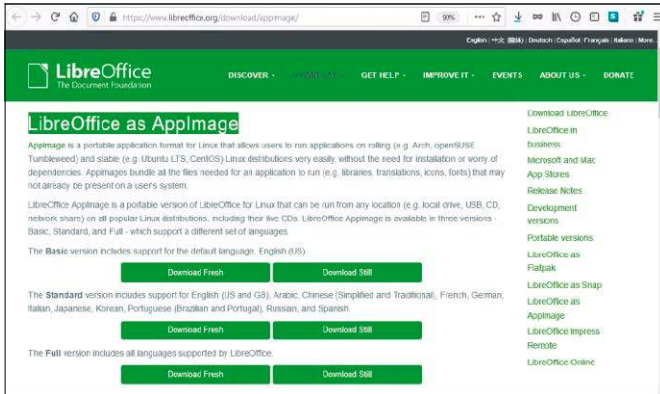 https://www.libreoffice.org/download/appimage/
90%
English | 中文 (简体) | Deutsch | Español | Français | Italiano | More...
LibreOffice
The Document Foundation
DISCOVER
GET HELP
IMPROVE IT
EVENTS
ABOUT US
DONATE
LibreOffice as AppImage
AppImage is a portable application format for Linux that allows users to run applications on rolling (e.g. Arch, openSUSE
Tumbleweed) and stable (e.g. Ubuntu LTS, CentOS) Linux distributions very easily, without the need for installation or worry of
dependencies. AppImages bundle all the files needed for an application to run (e.g. libraries, translations, icons, fonts) that may
not already be present on a user's system.
LibreOffice AppImage is a portable version of LibreOffice for Linux that can be run from any location (e.g. local drive, USB, CD,
network share) on all popular Linux distributions, including their live CDs. LibreOffice AppImage is available in three versions -
Basic, Standard, and Full - which support a different set of languages.
The Basic version includes support for the default language, English (US)
Download Fresh
Download Still
The Standard version includes support for English (US and GB), Arabic, Chinese (Simplified and Traditional), French, German,
Italian, Japanese, Korean, Portuguese (Brazilian and Portugal), Russian, and Spanish.
Download Fresh
Download Still
The Full version includes all languages supported by LibreOffice.
Download Fresh
Download Still
Download LibreOffice
LibreOffice in
business
Microsoft and Mac
App Stores
Release Notes
Development
versions
Portable versions
LibreOffice as
Flatpak
LibreOffice as Snap
LibreOffice as
AppImage
LibreOffice Impress
Remote
LibreOffice Online